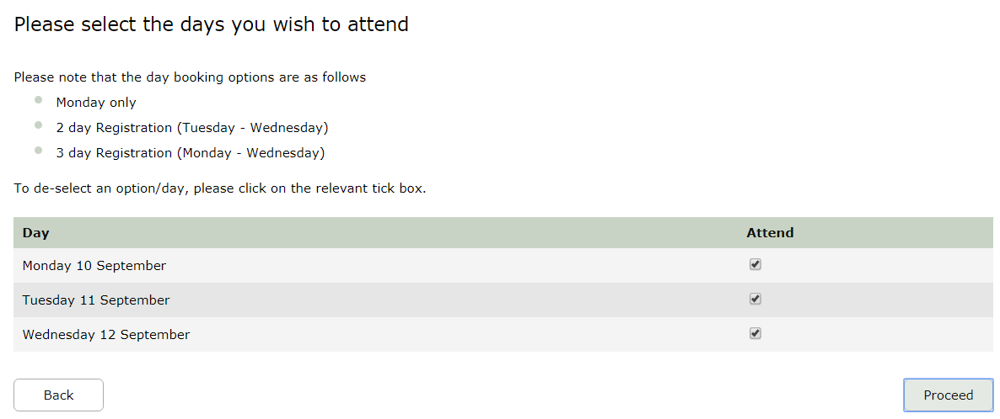 Please select the days you wish to attend
Please note that the day booking options are as follows
Monday only
2 day Registration (Tuesday - Wednesday)
3 day Registration (Monday - Wednesday)
To de-select an option/day, please click on the relevant tick box.
Day Attend
Monday 10 September
Tuesday 11 September
Wednesday 12 September
Back Proceed